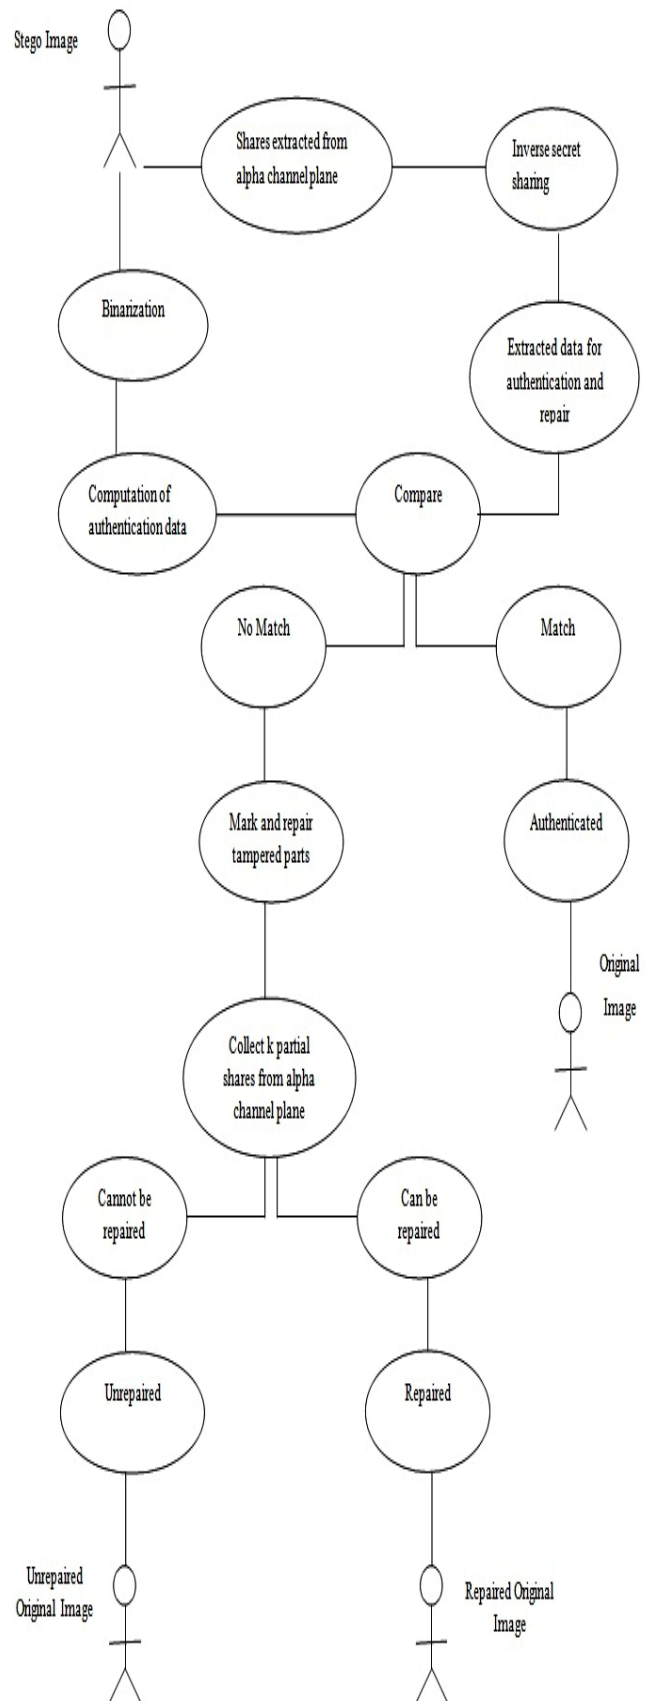 Stego Image
Shares extracted from
alpha channel plane
Inverse secret
sharing
Binarization
Extracted data for
authentication and
repair
Computation of
authentication data
Compare
No Match
Match
Mark and repair
tampered parts
Authenticated
Original
Image
Collect k partial
shares from alpha
channel plane
Cannot be
repaired
Can be
repaired
Unrepaired
Repaired
Unrepaired
Original Image
Repaired Original
Image